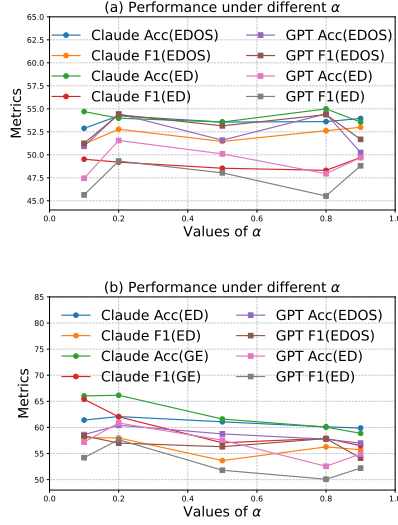 (a) Performance under different α
65.0
62.5
60.0
57.5
55.0
52.5
50.0
47.5
45.0
Metrics
Claude Acc(EDOS)
Claude F1(EDOS)
Claude Acc(ED)
Claude F1(ED)
GPT Acc(EDOS)
GPT F1(EDOS)
GPT Acc(ED)
GPT F1(ED)
0.0 0.2 0.4 0.6 0.8 1.0
Values of α
(b) Performance under different α
85
80
75
70
65
60
55
50
Metrics
Claude Acc(ED)
Claude F1(ED)
Claude Acc(GE)
Claude F1(GE)
GPT Acc(EDOS)
GPT F1(EDOS)
GPT Acc(ED)
GPT F1(ED)
0.0 0.2 0.4 0.6 0.8 1.0
Values of α